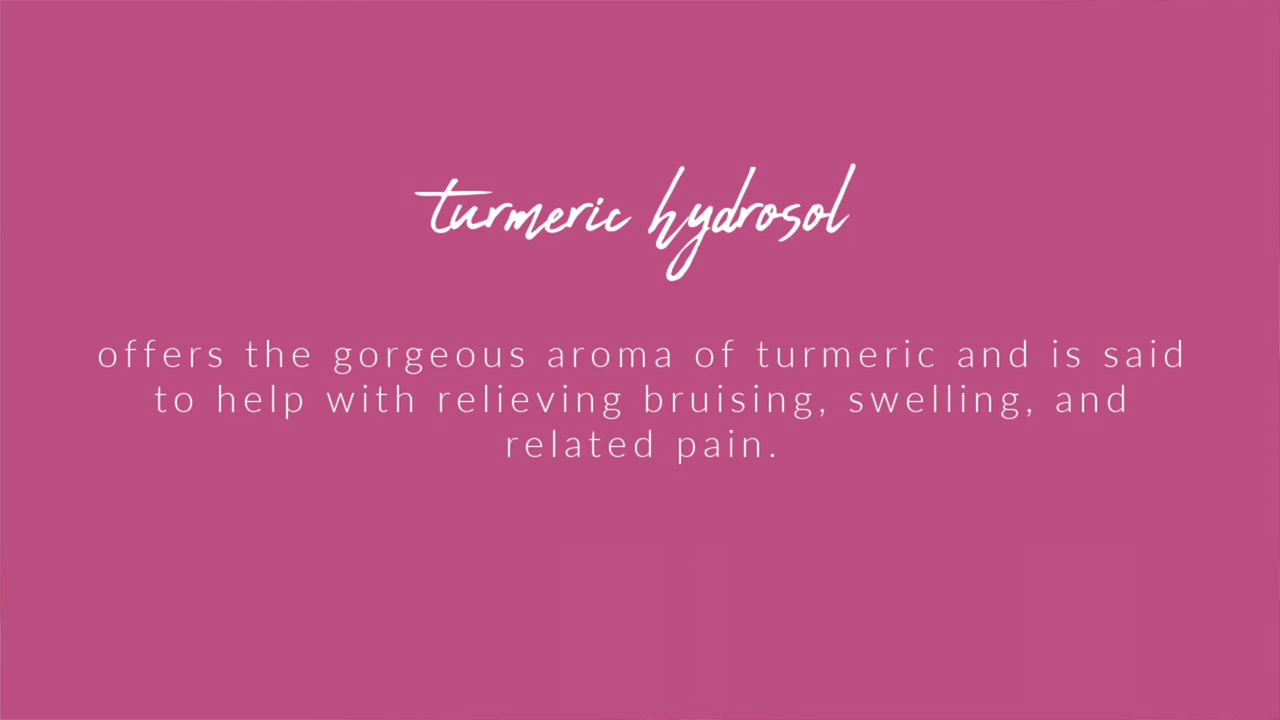 turmeric hydrosol
offers the gorgeous aroma of turmeric and is said
to help with relieving bruising, swelling, and
related pain.